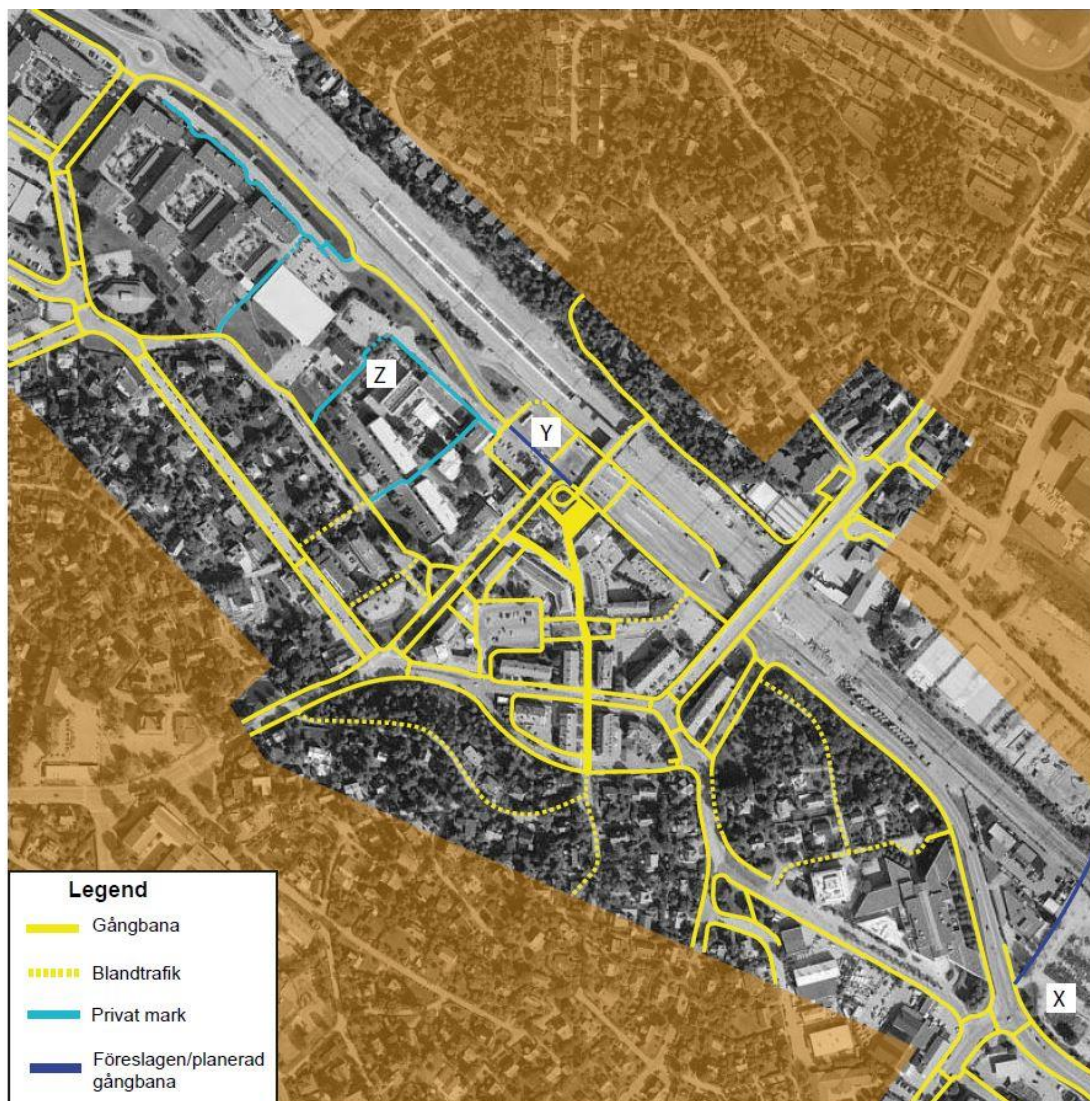 Z
Y
X
Legend
Gångbana
Blandtrafik
Privat mark
Föreslagen/planerad
gångbana